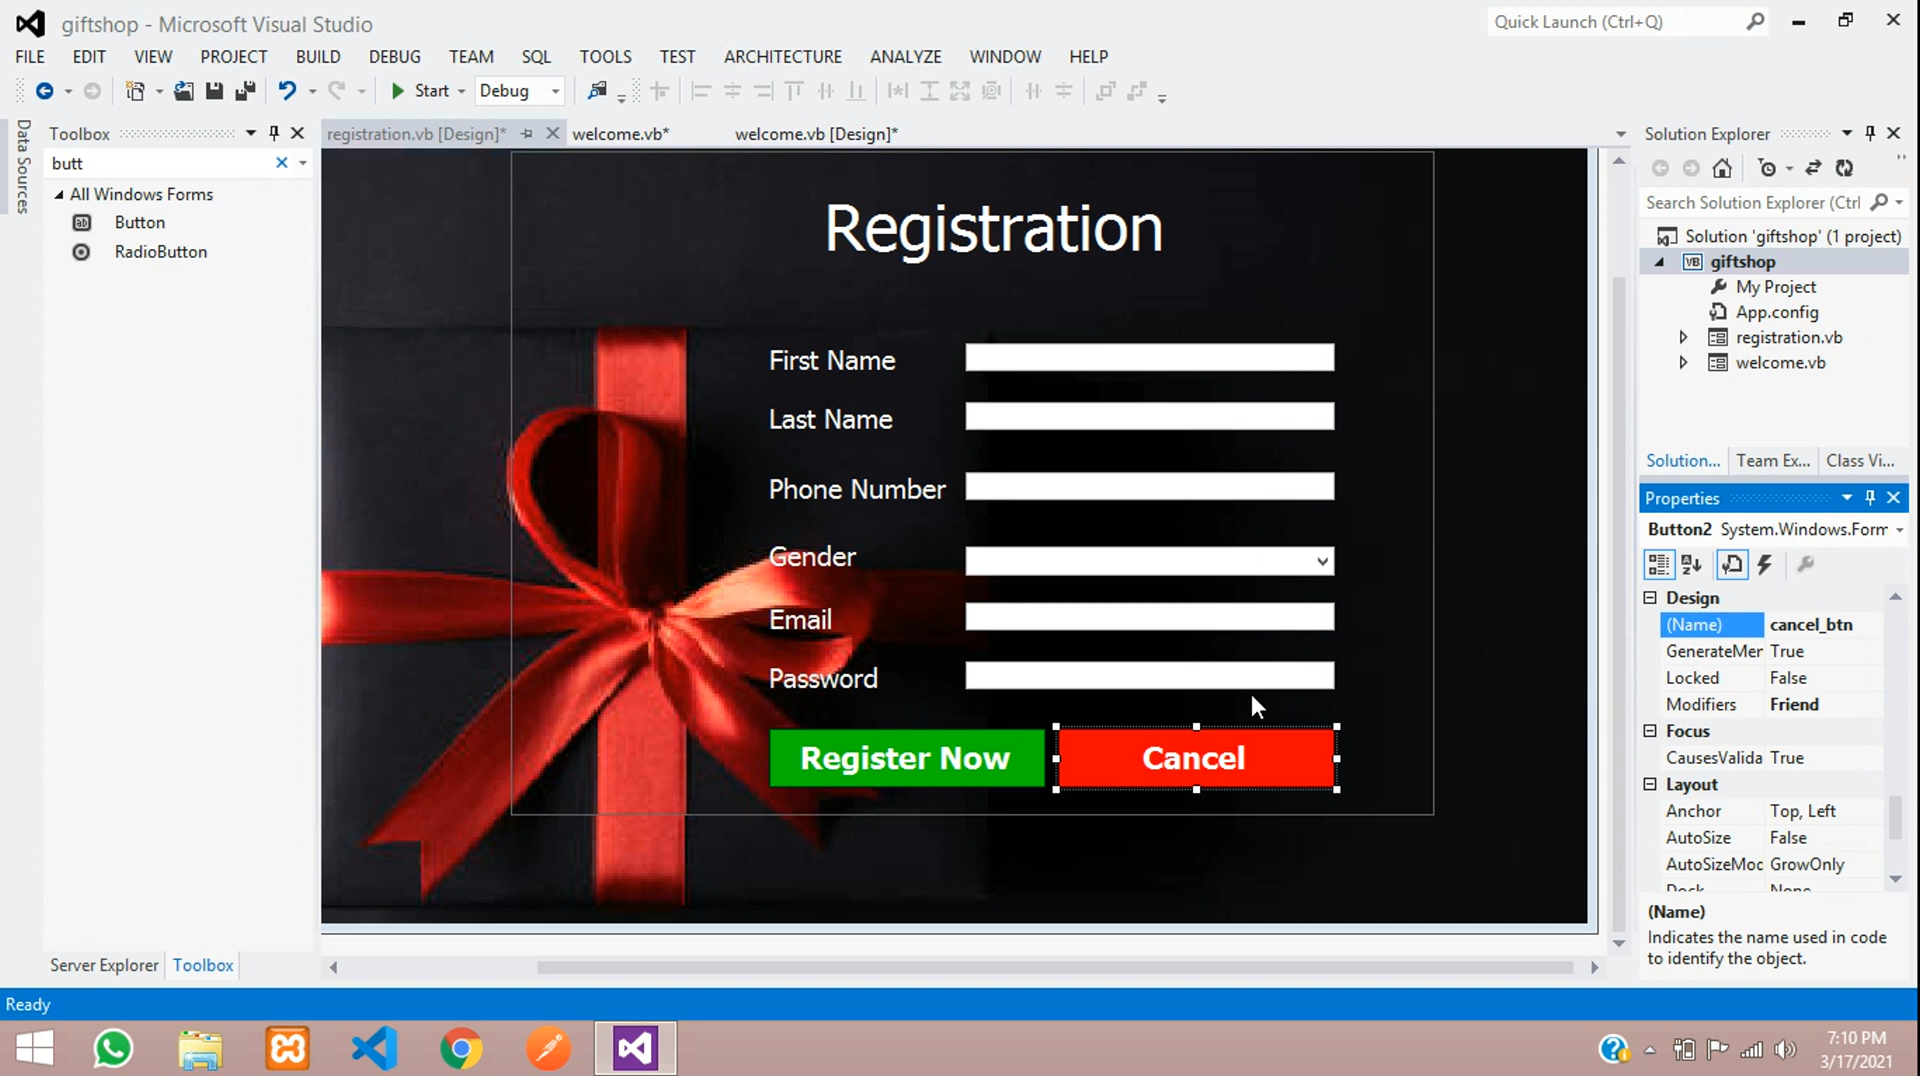 giftshop - Microsoft Visual Studio
Quick Launch (Ctrl+Q)
FILE EDIT VIEW PROJECT BUILD DEBUG TEAM SQL TOOLS TEST ARCHITECTURE ANALYZE WINDOW HELP
Start Debug
Data Sources
Toolbox
butt
All Windows Forms
ab Button
RadioButton
Server Explorer Toolbox
registration.vb [Design]* welcome.vb* welcome.vb [Design]*
Registration
First Name
Last Name
Phone Number
Gender
Email
Password
Register Now Cancel
Solution Explorer
Search Solution Explorer (Ctrl
Solution 'giftshop' (1 project)
VB giftshop
My Project
App.config
registration.vb
welcome.vb
Solution... Team Ex... Class Vi...
Properties
Button2 System.Windows.Form
Design
(Name) cancel_btn
GenerateMer True
Locked False
Modifiers Friend
Focus
CausesValida True
Layout
Anchor Top, Left
AutoSize False
AutoSizeMod GrowOnly
Dock None
(Name)
Indicates the name used in code
to identify the object.
Ready
7:10 PM
3/17/2021